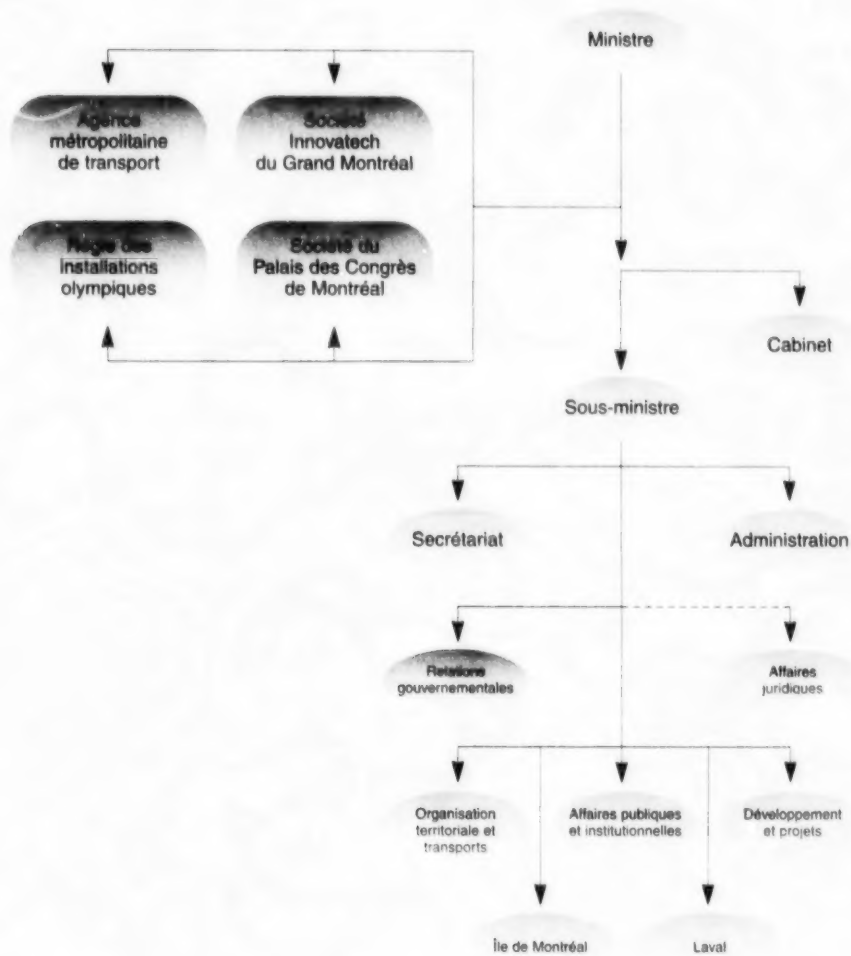 Ministre
Agence
métropolitaine
de transport
Société
Innovatech
du Grand Montréal
Régie des
installations
olympiques
Société du
Palais des Congrès
de Montréal
Cabinet
Sous-ministre
Secrétariat
Administration
Relations
gouvernementales
Affaires
juridiques
Organisation
territoriale et
transports
Affaires publiques
et institutionnelles
Développement
et projets
Île de Montréal
Laval